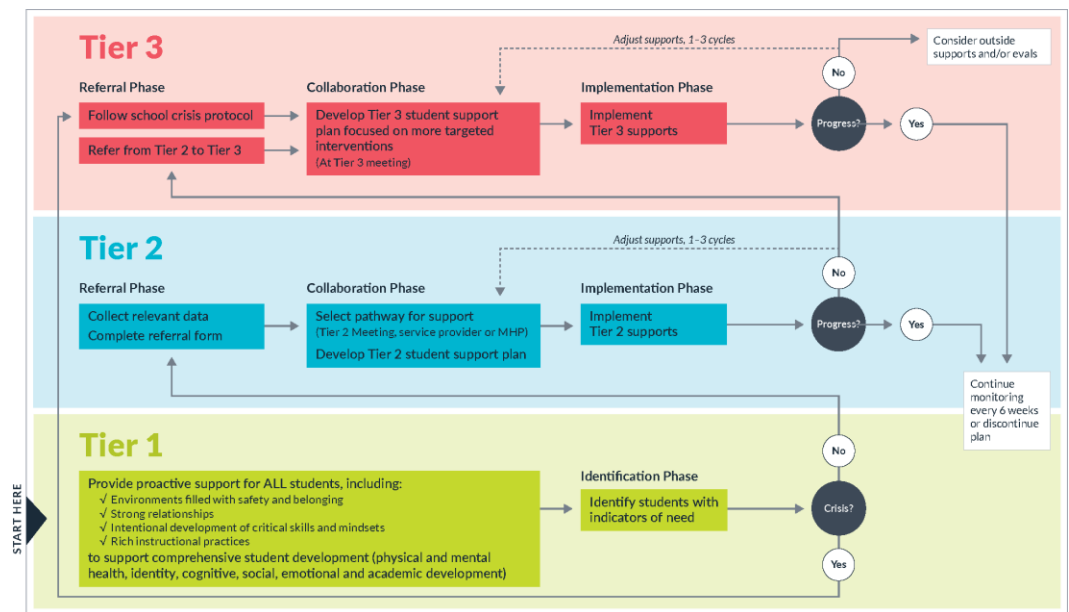 Tier 3
Adjust supports, 1–3 cycles
Consider outside
supports and/or evals
No
Referral Phase
Collaboration Phase
Implementation Phase
Follow school crisis protocol
Refer from Tier 2 to Tier 3
Develop Tier 3 student support
plan focused on more targeted
interventions
(At Tier 3 meeting)
Implement
Tier 3 supports
Progress?
Yes
Tier 2
Adjust supports, 1–3 cycles
No
Referral Phase
Collaboration Phase
Implementation Phase
Collect relevant data
Complete referral form
Select pathway for support
(Tier 2 Meeting, service provider or MHP)
Develop Tier 2 student support plan
Implement
Tier 2 supports
Progress?
Yes
Continue
monitoring
every 6 weeks
or discontinue
plan
Tier 1
No
START HERE
Provide proactive support for ALL students, including:
√ Environments filled with safety and belonging
√ Strong relationships
√ Intentional development of critical skills and mindsets
√ Rich instructional practices
to support comprehensive student development (physical and mental
health, identity, cognitive, social, emotional and academic development)
Identification Phase
Identify students with
indicators of need
Crisis?
Yes